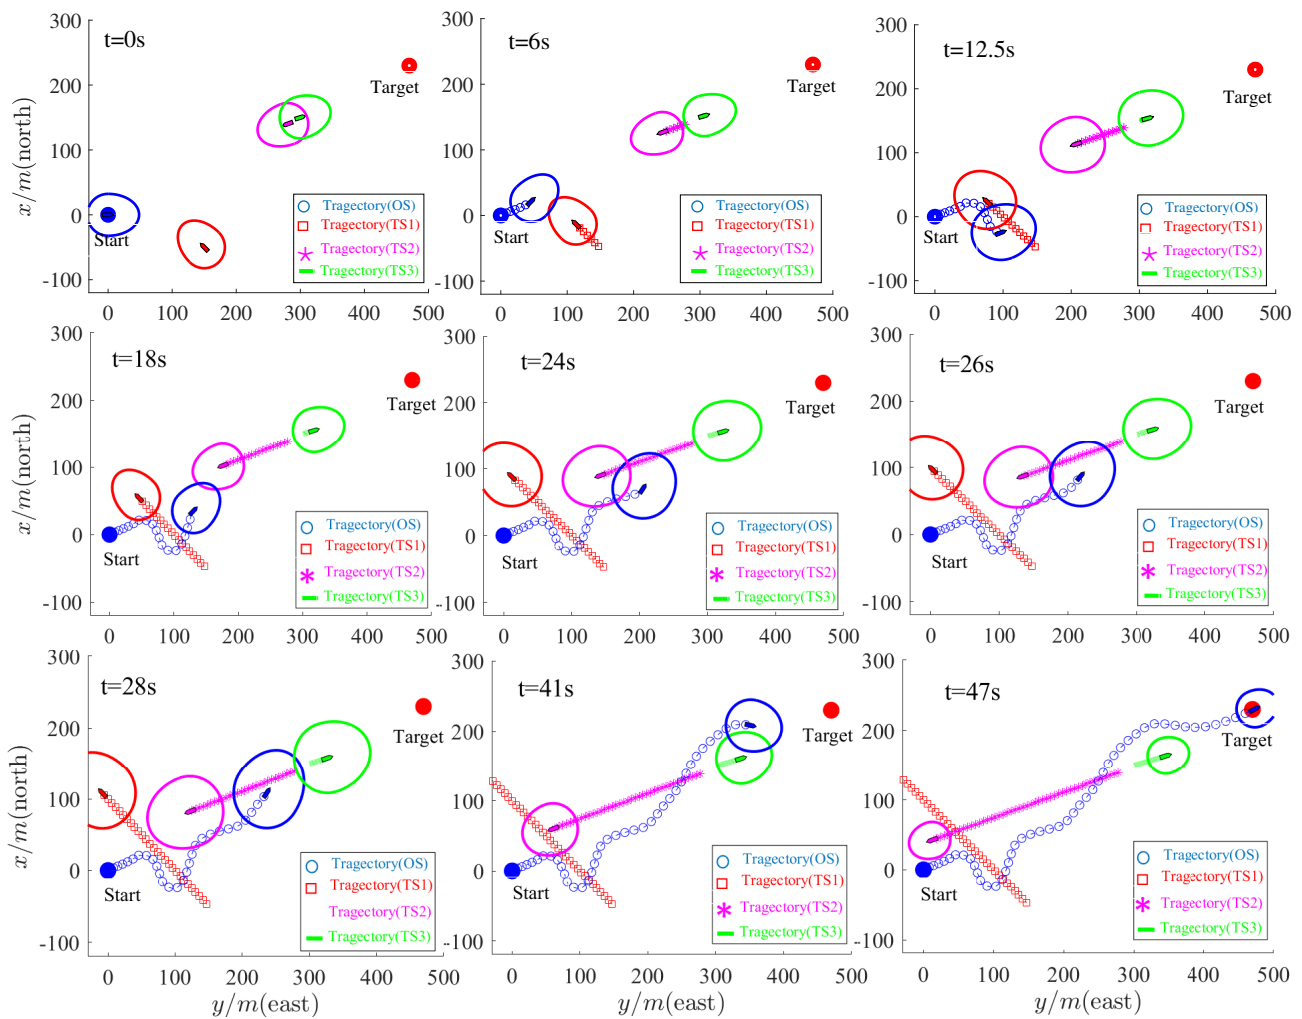 t=0s
300
200
100
0
-100
x/m(north)
Target
Start
Tragectory(OS)
Tragectory(TS1)
Tragectory(TS2)
Tragectory(TS3)
0 100 200 300 400 500
t=6s
300
200
100
0
-100
Target
Start
Tragectory(OS)
Tragectory(TS1)
Tragectory(TS2)
Tragectory(TS3)
0 100 200 300 400 500
t=12.5s
300
200
100
0
-100
Target
Start
Tragectory(OS)
Tragectory(TS1)
Tragectory(TS2)
Tragectory(TS3)
0 100 200 300 400 500
t=18s
300
200
100
0
-100
x/m(north)
Target
Start
Tragectory(OS)
Tragectory(TS1)
Tragectory(TS2)
Tragectory(TS3)
0 100 200 300 400 500
t=24s
300
200
100
0
-100
Target
Start
Tragectory(OS)
Tragectory(TS1)
Tragectory(TS2)
Tragectory(TS3)
0 100 200 300 400 500
t=26s
300
200
100
0
-100
Target
Start
Tragectory(OS)
Tragectory(TS1)
Tragectory(TS2)
Tragectory(TS3)
0 100 200 300 400 500
t=28s
300
200
100
0
-100
x/m(north)
Target
Start
Tragectory(OS)
Tragectory(TS1)
Tragectory(TS2)
Tragectory(TS3)
0 100 200 300 400 500
y/m(east)
t=41s
300
200
100
0
-100
Target
Start
Tragectory(OS)
Tragectory(TS1)
Tragectory(TS2)
Tragectory(TS3)
0 100 200 300 400 500
y/m(east)
t=47s
300
200
100
0
-100
Target
Start
Tragectory(OS)
Tragectory(TS1)
Tragectory(TS2)
Tragectory(TS3)
0 100 200 300 400 500
y/m(east)